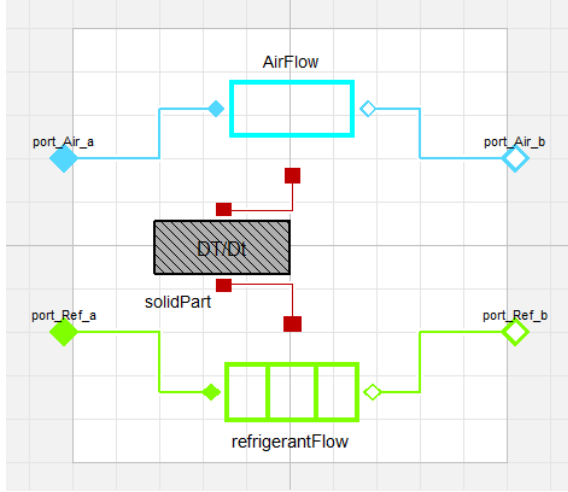 AirFlow
port_Air_a
port_Air_b
DT/Dt
solidPart
port_Ref_a
port_Ref_b
refrigerantFlow